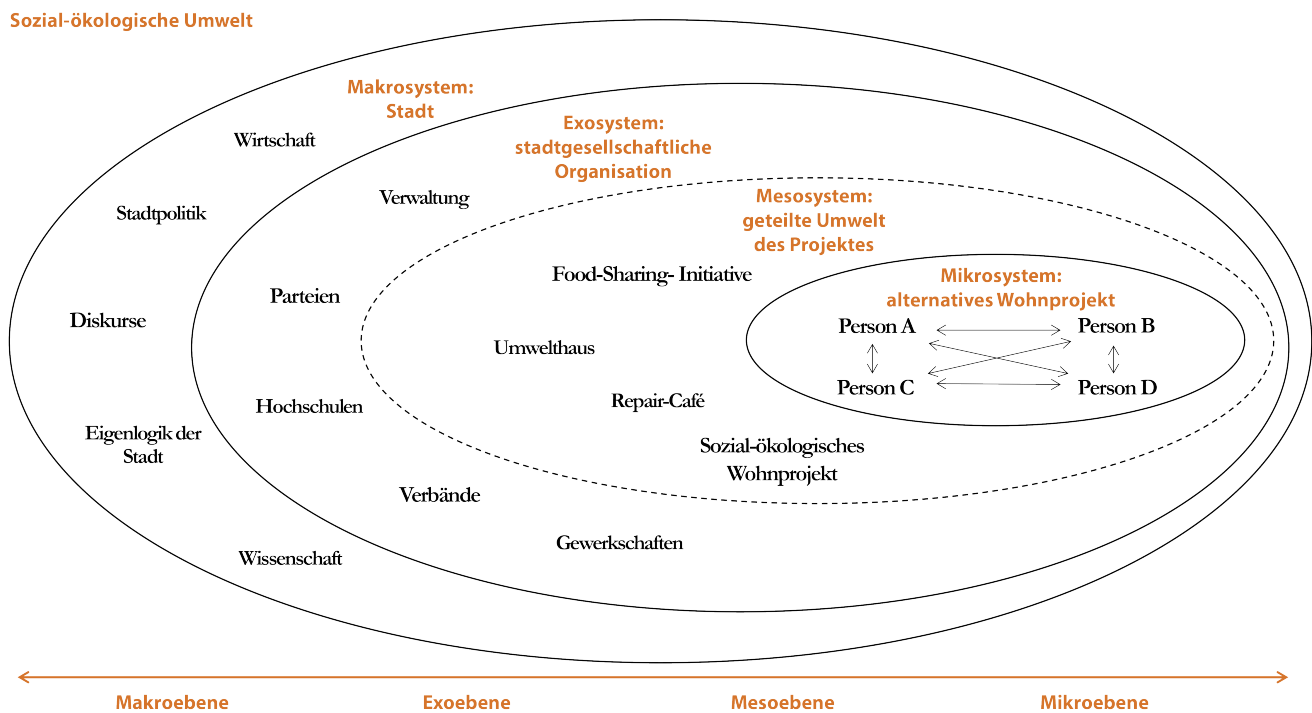 Sozial-ökologische Umwelt
Makrosystem:
Stadt
Wirtschaft
Stadtpolitik
Diskurse
Eigenlogik der
Stadt
Wissenschaft
Exosystem:
stadtgesellschaftliche
Organisation
Verwaltung
Parteien
Hochschulen
Verbände
Gewerkschaften
Mesosystem:
geteilte Umwelt
des Projektes
Food-Sharing- Initiative
Umwelthaus
Repair-Café
Sozial-ökologisches
Wohnprojekt
Mikrosystem:
alternatives Wohnprojekt
Person A
Person B
Person C
Person D
Makroebene
Exoebene
Mesoebene
Mikroebene